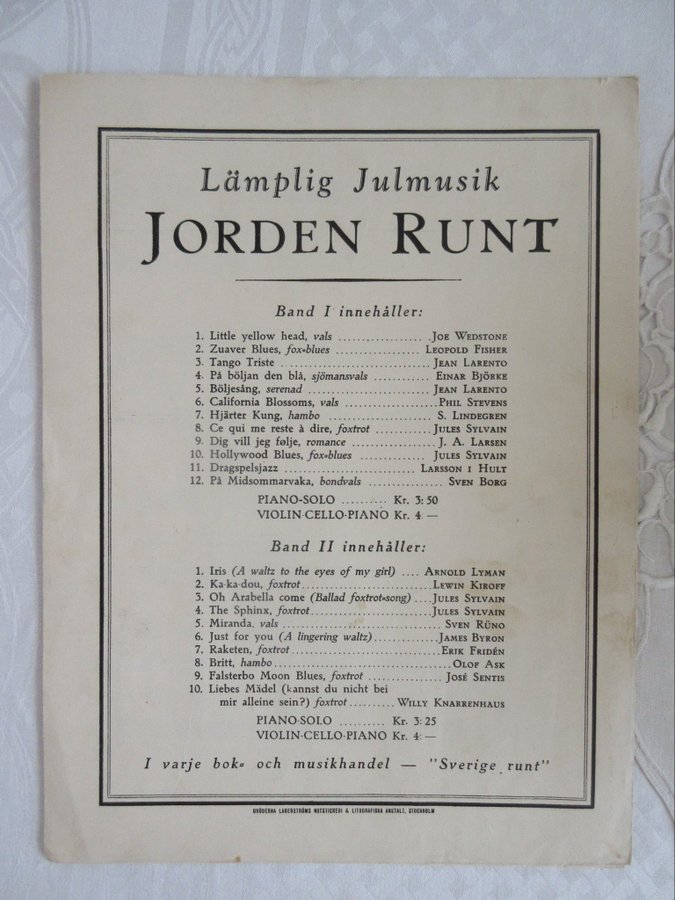 Lämplig Julmusik
JORDEN RUNT
Band I innehåller:
1. Little yellow head, vals .................. JOE WEDSTONE
2. Zuaver Blues, fox=blues ................ LEOPOLD FISHER
3. Tango Triste ............................ JEAN LARENTO
4. På böljan den blå, sjömansvals ........... EINAR BJÖRKE
5. Böljesång, serenad ...................... JEAN LARENTO
6. California Blossoms, vals .................. PHIL STEVENS
7. Hjärter Kung, hambo .................... S. LINDEGREN
8. Ce qui me reste à dire, foxtrot ........... JULES SYLVAIN
9. Dig vill jeg følje, romance ............... J. A. LARSEN
10. Hollywood Blues, fox=blues .............. JULES SYLVAIN
11. Dragspelsjazz ......................... LARSSON I HULT
12. På Midsommarvaka, bondvals ............... SVEN BORG
PIANO-SOLO .......... Kr. 3: 50
VIOLIN-CELLO-PIANO Kr. 4: —
Band II innehåller:
1. Iris (A waltz to the eyes of my girl) .... ARNOLD LYMAN
2. Ka-ka-dou, foxtrot ........................ LEWIN KIROFF
3. Oh Arabella come (Ballad foxtrot=song) .... JULES SYLVAIN
4. The Sphinx, foxtrot ....................... JULES SYLVAIN
5. Miranda, vals ............................. SVEN RÜNO
6. Just for you (A lingering waltz) ............ JAMES BYRON
7. Raketen, foxtrot ........................... ERIK FRIDÉN
8. Britt, hambo ............................... OLOF ASK
9. Falsterbo Moon Blues, foxtrot .............. JOSÉ SENTIS
10. Liebes Mädel (kannst du nicht bei
mir alleine sein?) foxtrot ......... WILLY KNARRENHAUS
PIANO-SOLO .......... Kr. 3: 25
VIOLIN-CELLO-PIANO Kr. 4: —
I varje bok= och musikhandel — "Sverige runt"
BRÖDERNA LAGERSTRÖMS NOTSTICKERI & LITOGRAFISKA ANSTALT, STOCKHOLM